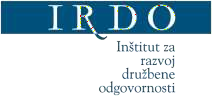 IRDO
Inštitut za
razvoj
družbene
odgovornosti